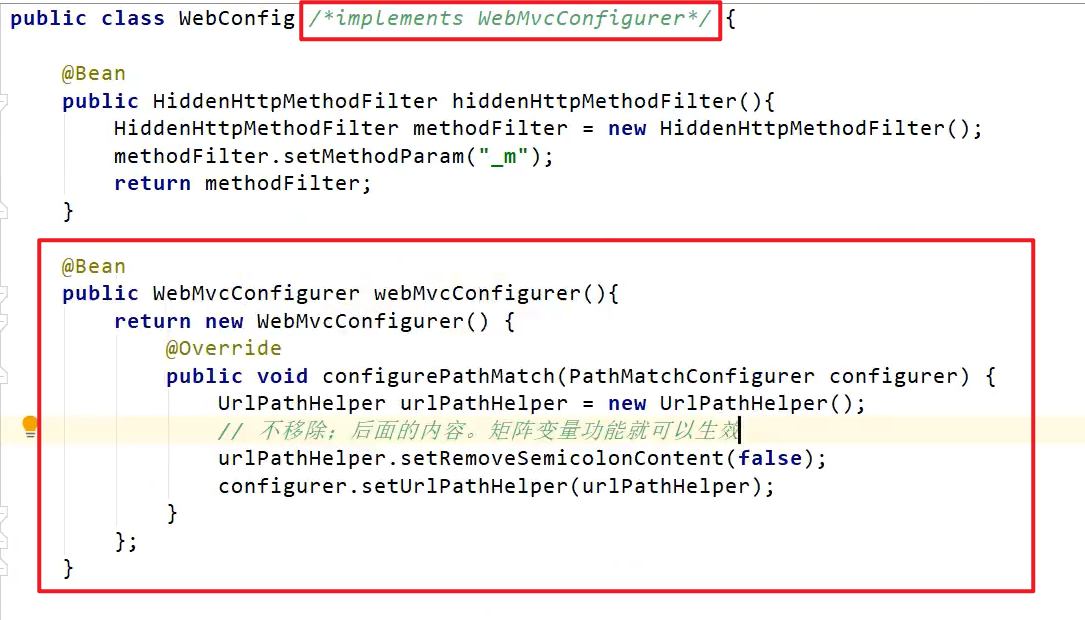 public class WebConfig /*implements WebMvcConfigurer*/ {
@Bean
public HiddenHttpMethodFilter hiddenHttpMethodFilter(){
HiddenHttpMethodFilter methodFilter = new HiddenHttpMethodFilter();
methodFilter.setMethodParam("_m");
return methodFilter;
}
@Bean
public WebMvcConfigurer webMvcConfigurer(){
return new WebMvcConfigurer() {
@Override
public void configurePathMatch(PathMatchConfigurer configurer) {
UrlPathHelper urlPathHelper = new UrlPathHelper();
// 不移除；后面的内容。矩阵变量功能就可以生效
urlPathHelper.setRemoveSemicolonContent(false);
configurer.setUrlPathHelper(urlPathHelper);
}
};
}